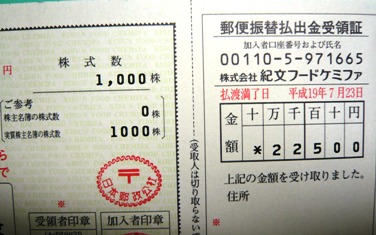 円
株式数
1,000株
ご参考
株主名簿の株式数
0株
実質株主名簿の株式数
1000株
らで
日本郵政公社
※
受領者印章
加入者印章
(受取人は切り取らないで
郵便振替払出金受領証
加入者口座番号および氏名
00110-5-971665
株式会社 紀文フードケミファ
払渡満了日 平成19年7月23日
金額
十万千百十円
*22500
上記の金額を受け取りました。
住所
※